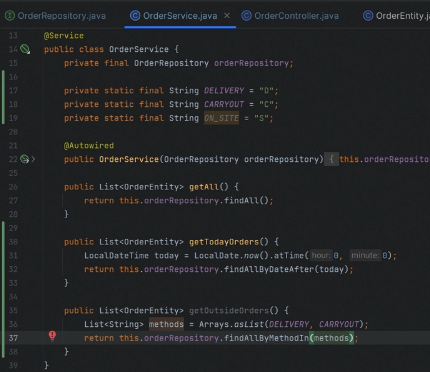 OrderRepository.java OrderService.java OrderController.java OrderEntity.j
13 @Service
14 public class OrderService {
15 private final OrderRepository orderRepository;
16
17 private static final String DELIVERY = "D";
18 private static final String CARRYOUT = "C";
19 private static final String ON_SITE = "S";
20
21 @Autowired
22 public OrderService(OrderRepository orderRepository) { this.orderReposito
25
26 public List<OrderEntity> getAll() {
27 return this.orderRepository.findAll();
28 }
29
30 public List<OrderEntity> getTodayOrders() {
31 LocalDateTime today = LocalDate.now().atTime( hour: 0, minute: 0);
32 return this.orderRepository.findAllByDateAfter(today);
33 }
34
35 public List<OrderEntity> getOutsideOrders() {
36 List<String> methods = Arrays.asList(DELIVERY, CARRYOUT);
37 return this.orderRepository.findAllByMethodIn(methods);
38 }
39 }